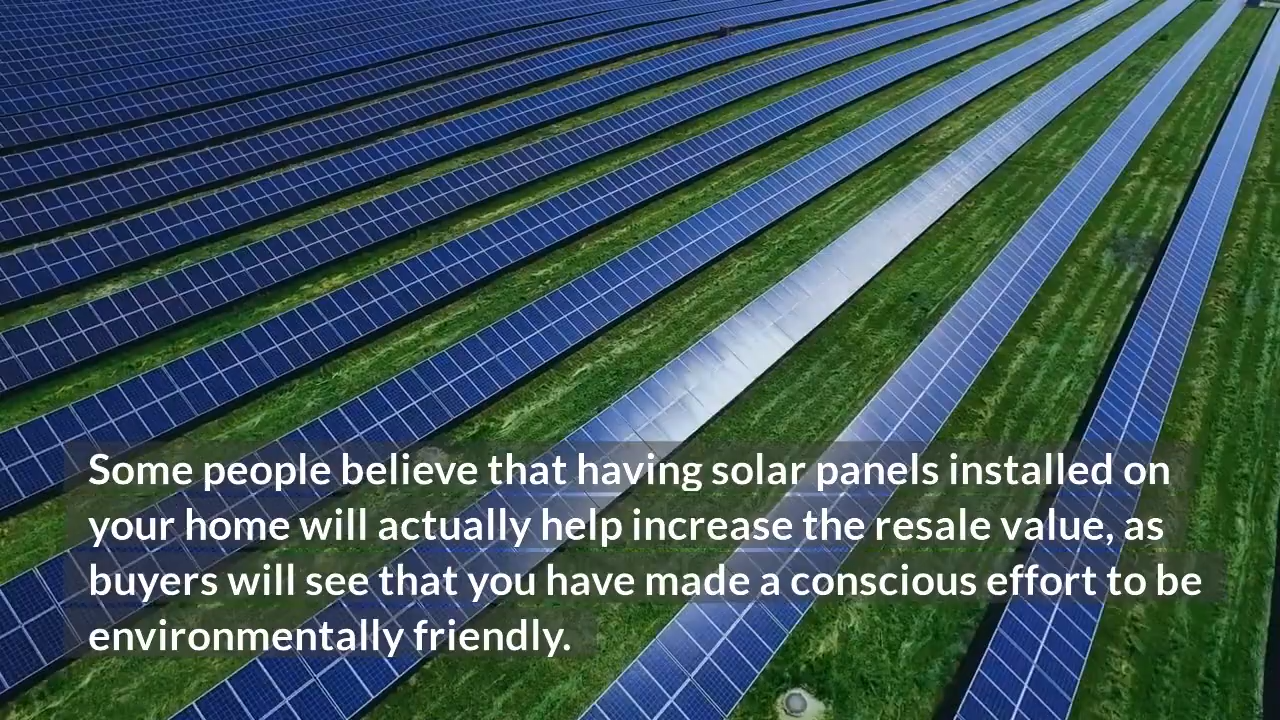 Some people believe that having solar panels installed on
your home will actually help increase the resale value, as
buyers will see that you have made a conscious effort to be
environmentally friendly.